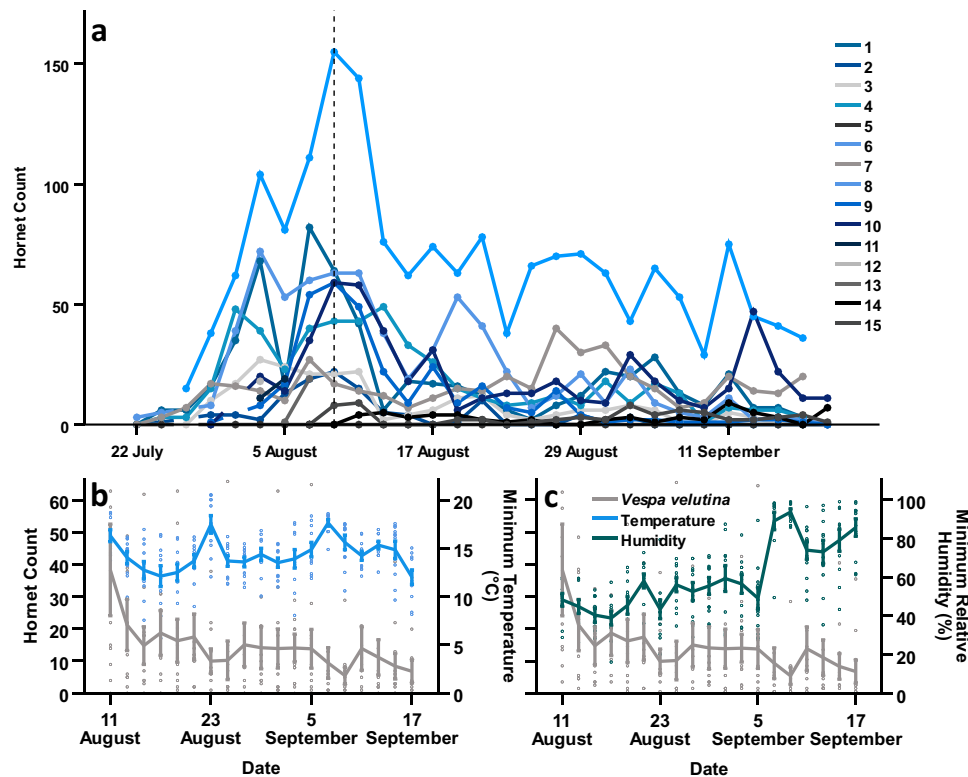 a
Hornet Count
150
100
50
0
22 July
5 August
17 August
29 August
11 September
1
2
3
4
5
6
7
8
9
10
11
12
13
14
15
b
Hornet Count
60
50
40
30
20
10
0
20
15
10
5
0
Minimum Temperature
(°C)
11
August
23
August
5
September
17
September
Date
c
Vespa velutina
Temperature
Humidity
100
80
60
40
20
0
Minimum Relative
Humidity (%)
11
August
23
August
5
September
17
September
Date